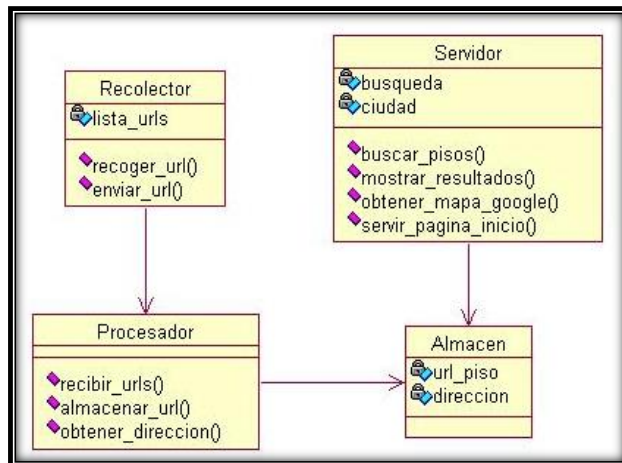 Recolector
lista_urls
recoger_url()
enviar_url()
Servidor
busqueda
ciudad
buscar_pisos()
mostrar_resultados()
obtener_mapa_google()
servir_pagina_inicio()
Procesador
recibir_urls()
almacenar_url()
obtener_direccion()
Almacen
url_piso
direccion